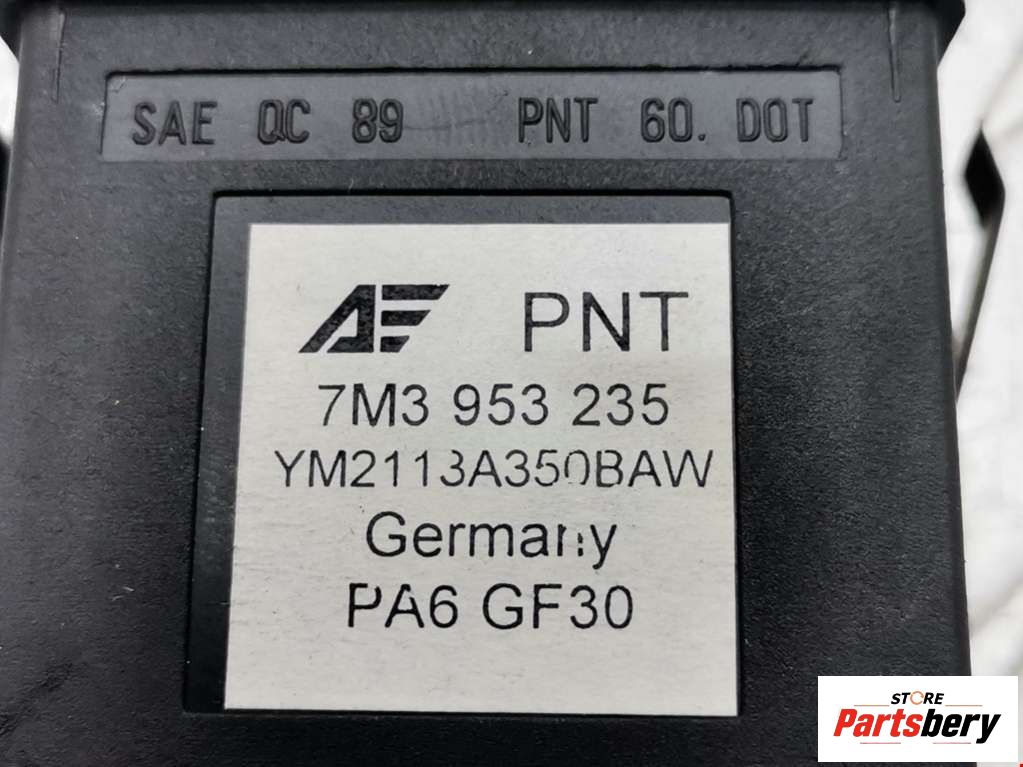 SAE QC 89 PNT 60. DOT
AE PNT
7M3 953 235
YM2113A350BAW
Germany
PA6 GF30
STORE
Partsbery